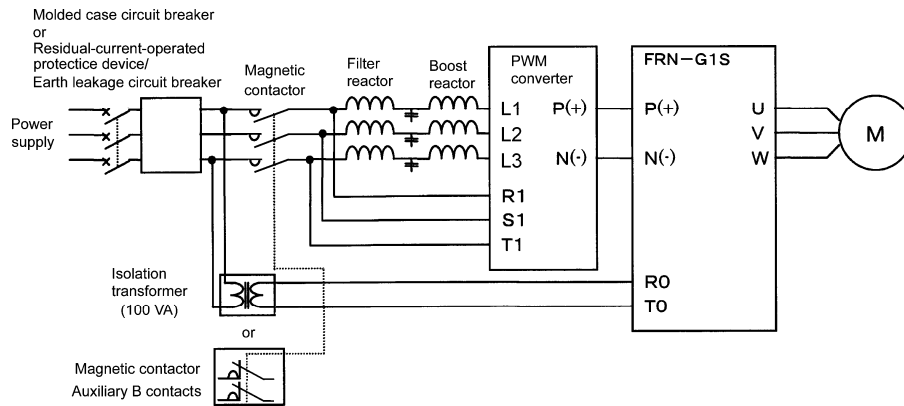 Molded case circuit breaker
or
Residual-current-operated
protectice device/
Earth leakage circuit breaker
Magnetic
contactor
Filter
reactor
Boost
reactor
PWM
converter
FRN-G1S
Power
supply
L1
L2
L3
P(+)
N(-)
P(+)
N(-)
U
V
W
M
R1
S1
T1
Isolation
transformer
(100 VA)
R0
T0
or
Magnetic contactor
Auxiliary B contacts